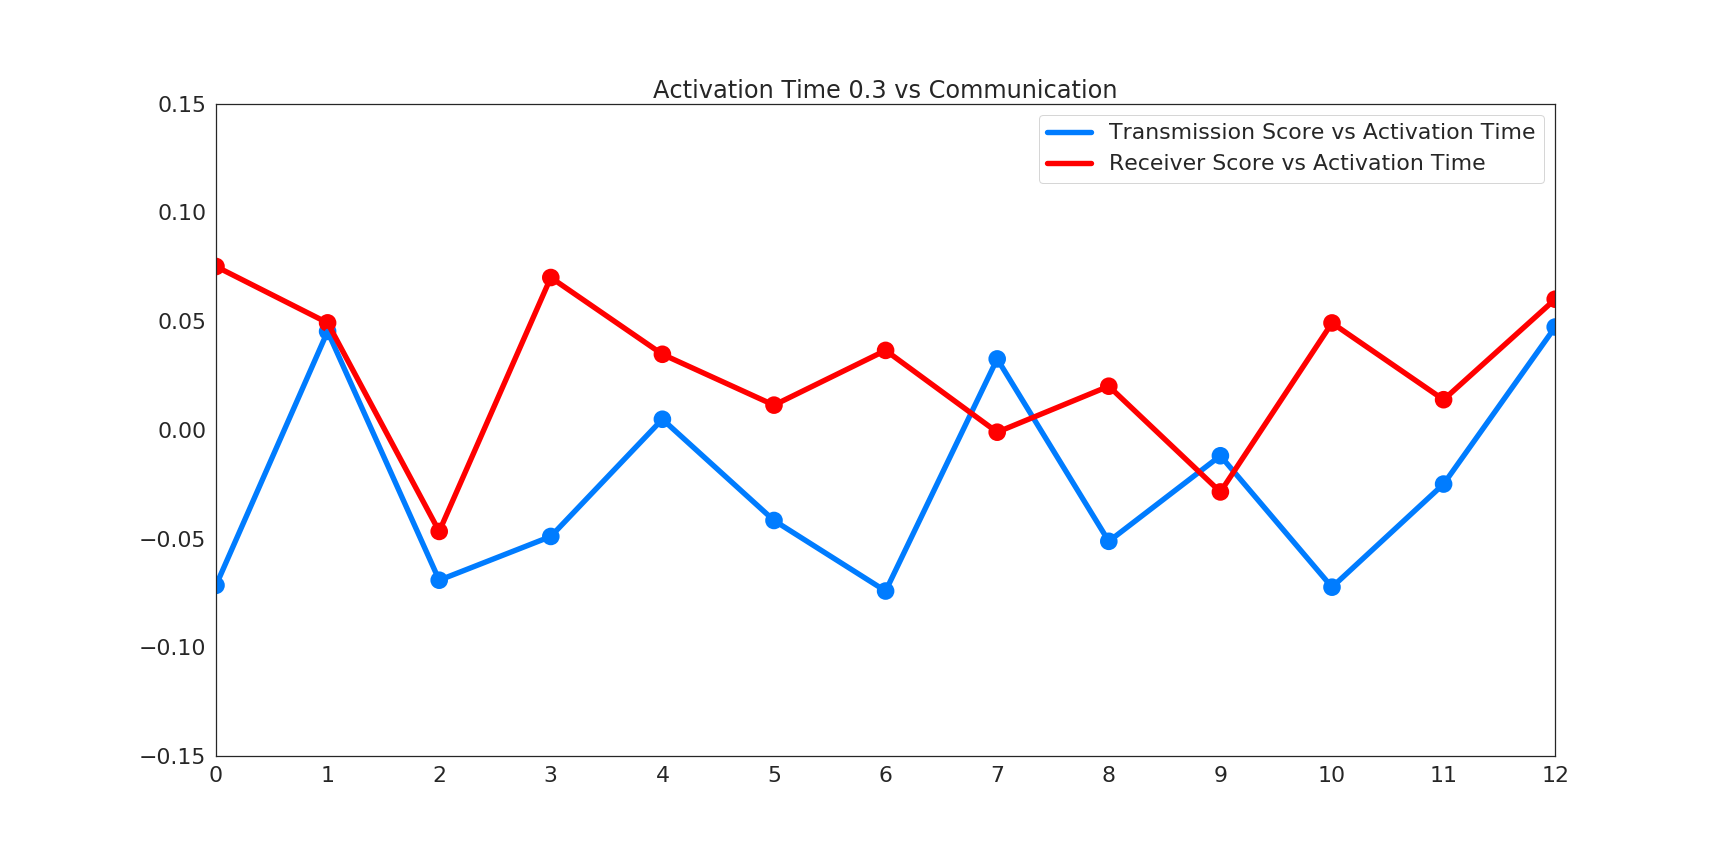 Activation Time 0.3 vs Communication
Transmission Score vs Activation Time
Receiver Score vs Activation Time
0.15
0.10
0.05
0.00
−0.05
−0.10
−0.15
0 1 2 3 4 5 6 7 8 9 10 11 12